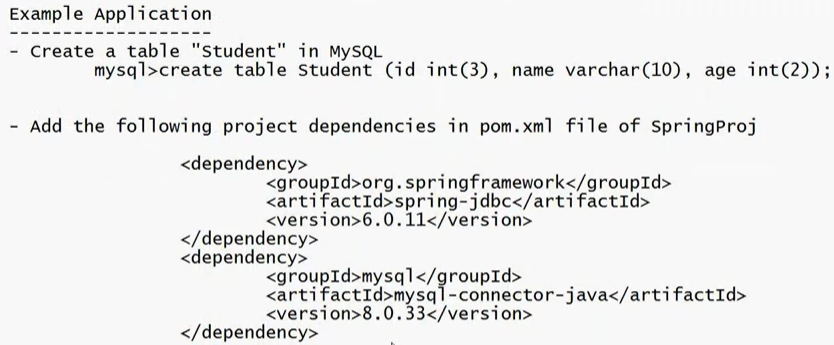 Example Application
-------------------
- Create a table "Student" in MySQL
mysql>create table Student (id int(3), name varchar(10), age int(2));
- Add the following project dependencies in pom.xml file of SpringProj
<dependency>
<groupId>org.springframework</groupId>
<artifactId>spring-jdbc</artifactId>
<version>6.0.11</version>
</dependency>
<dependency>
<groupId>mysql</groupId>
<artifactId>mysql-connector-java</artifactId>
<version>8.0.33</version>
</dependency>